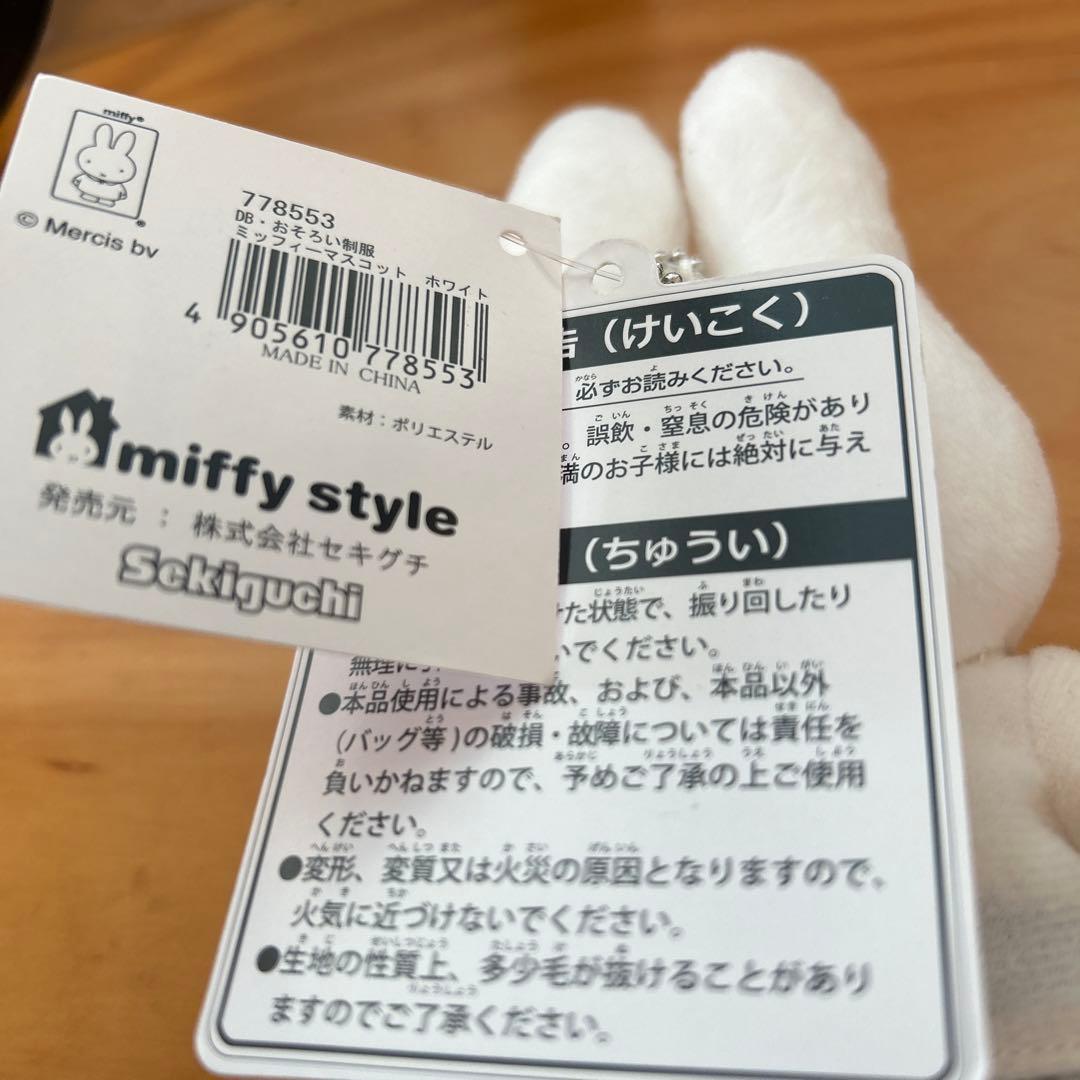 miffy®
© Mercis bv
778553
DB・おそろい制服
ミッフィーマスコット ホワイト
4 905610 778553
MADE IN CHINA
素材：ポリエステル
miffy style
発売元 ： 株式会社セキグチ
Sekiguchi
告（けいこく）
必ずお読みください。
。誤飲・窒息の危険があり
満のお子様には絶対に与え
（ちゅうい）
けた状態で、振り回したり
無理に
いでください。
●本品使用による事故、および、本品以外
(バッグ等)の破損・故障については責任を
負いかねますので、予めご了承の上ご使用
ください。
●変形、変質又は火災の原因となりますので、
火気に近づけないでください。
●生地の性質上、多少毛が抜けることがあり
ますのでご了承ください。